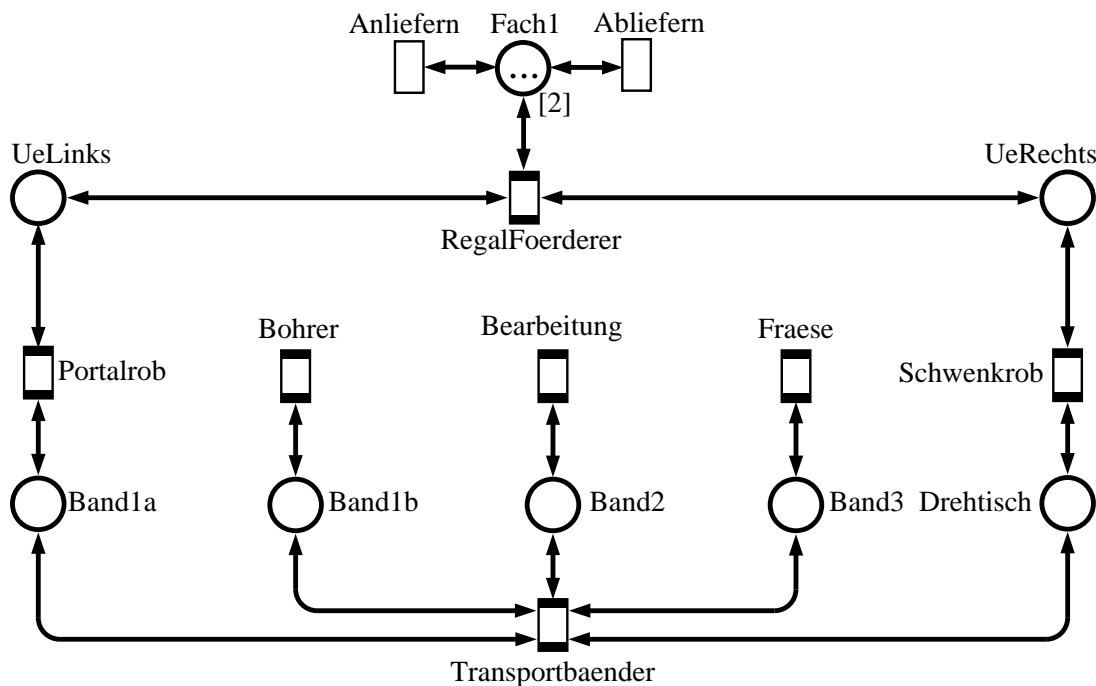 Anliefern Fach1 Abliefern
...
[2]
UeLinks UeRechts
RegalFoerderer
Bohrer Bearbeitung Fraese
Portalrob Schwenkrob
Band1a Band1b Band2 Band3 Drehtisch
Transportbaender